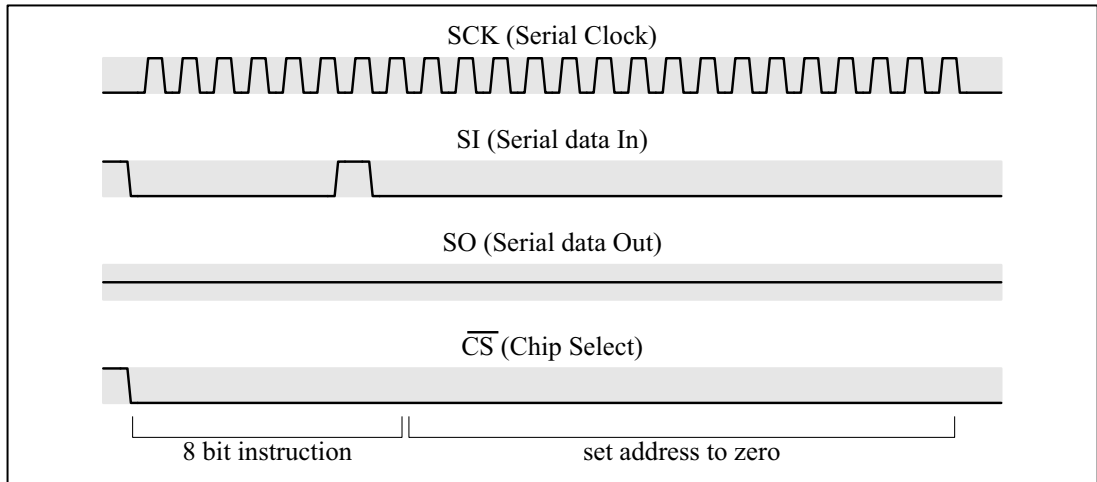 SCK (Serial Clock)
SI (Serial data In)
SO (Serial data Out)
C̅S̅ (Chip Select)
8 bit instruction set address to zero